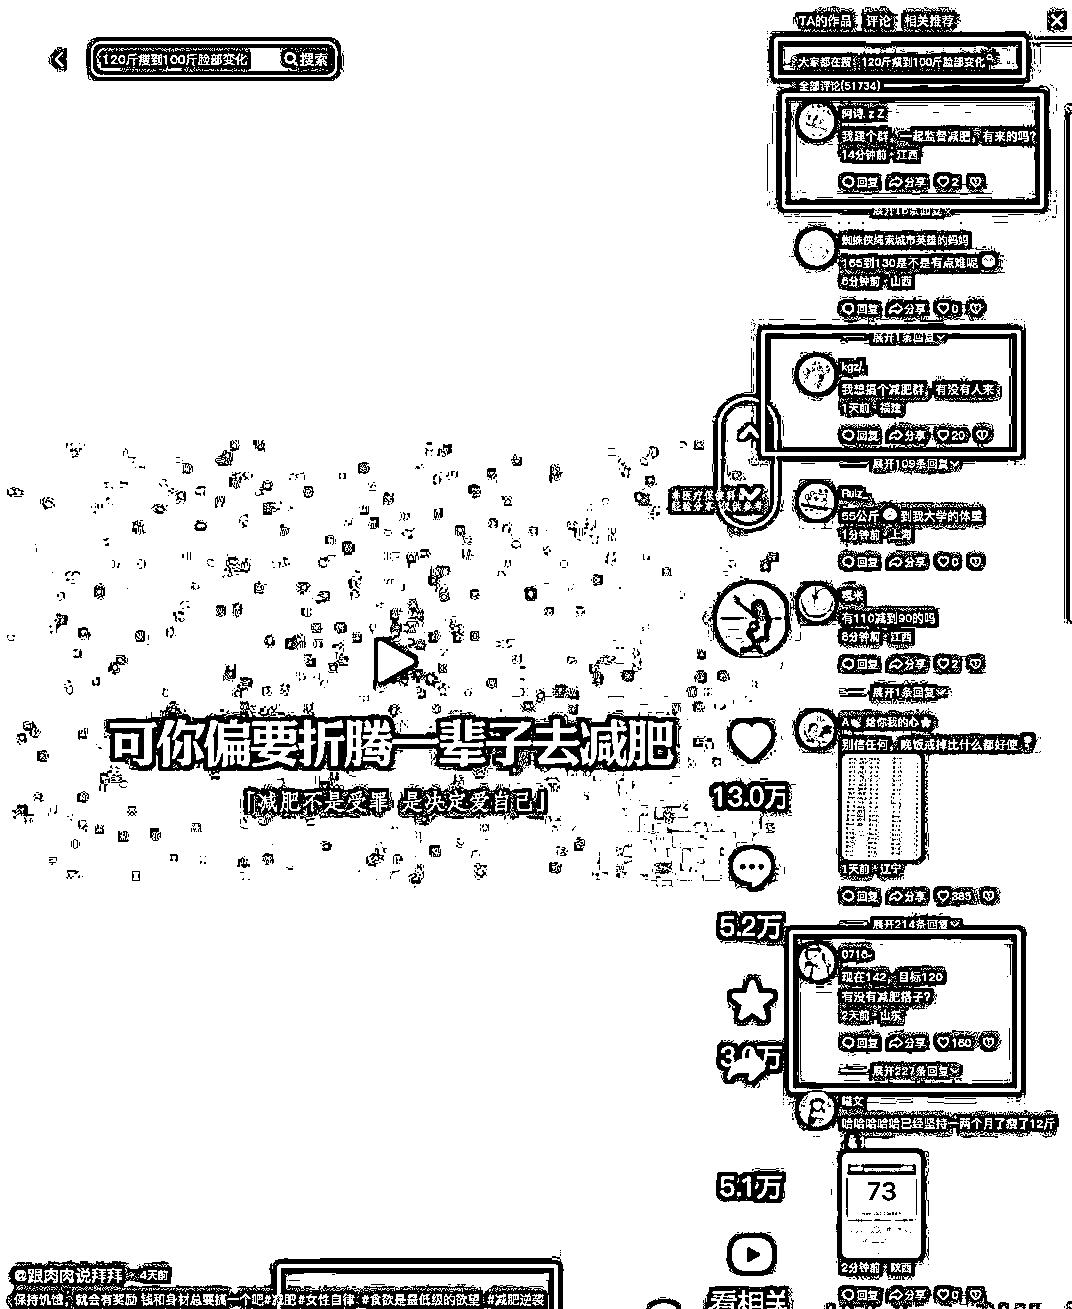 TA的作品 评论 相关推荐
120斤瘦到100斤脸部变化 搜索
大家都在搜：120斤瘦到100斤脸部变化
全部评论(51734)
阿诗. z Z
我建个群，一起监督减肥，有来的吗?
14分钟前·江西
回复 分享 2
展开16条回复
蜘蛛侠绳索城市英雄的妈妈
165到130是不是有点难呢
6分钟前·山西
回复 分享 0
展开1条回复
kgzl.
我想搞个减肥群，有没有人来
1天前·福建
回复 分享 20
展开109条回复
Ruiz.
55公斤 到我大学的体重
1分钟前·上海
回复 分享 0
有110减到90的吗
8分钟前·江西
回复 分享 2
展开1条回复
A 给你我的心
别信任何，晚饭戒掉比什么都好使
1天前·辽宁
回复 分享 385
展开214条回复
0716.
现在142，目标120
有没有减肥搭子?
2天前·山东
回复 分享 160
展开227条回复
哈哈哈哈哈已经坚持一两个月了瘦了12斤
73
2分钟前·陕西
回复 分享 0
可你偏要折腾一辈子去减肥
「减肥不是受罪 是决定爱自己」
13.0万
5.2万
3.0万
5.1万
看相关
@跟肉肉说拜拜 · 4天前
保持饥饿，就会有奖励 钱和身材总要搞一个吧#减肥#女性自律 #食欲是最低级的欲望 #减肥逆袭